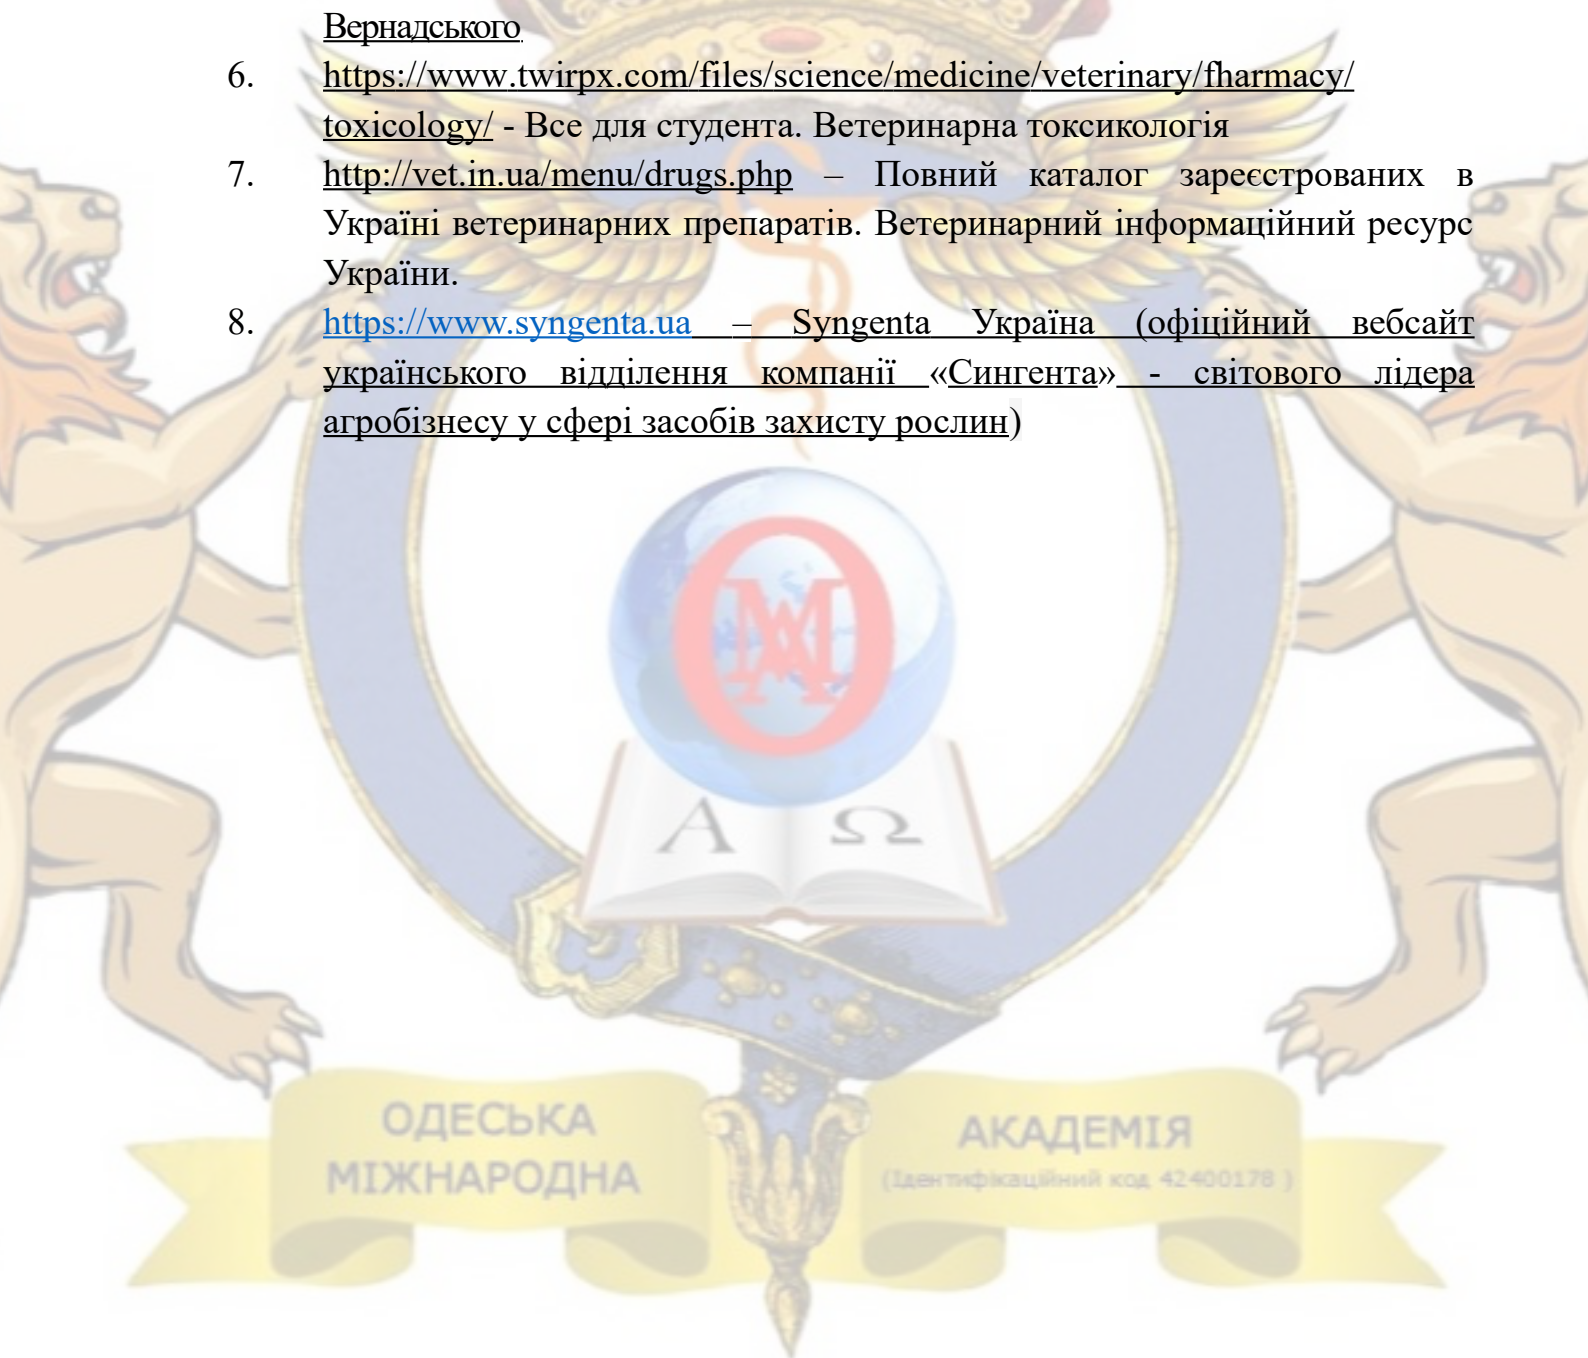 Вернадського
6. https://www.twirpx.com/files/science/medicine/veterinary/fharmacy/
toxicology/ - Все для студента. Ветеринарна токсикологія
7. http://vet.in.ua/menu/drugs.php – Повний каталог зареєстрованих в
Україні ветеринарних препаратів. Ветеринарний інформаційний ресурс
України.
8. https://www.syngenta.ua – Syngenta Україна (офіційний вебсайт
українського відділення компанії «Сингента» - світового лідера
агробізнесу у сфері засобів захисту рослин)
Α Ω
ОДЕСЬКА
МІЖНАРОДНА
АКАДЕМІЯ
(Ідентифікаційний код 42400178 )